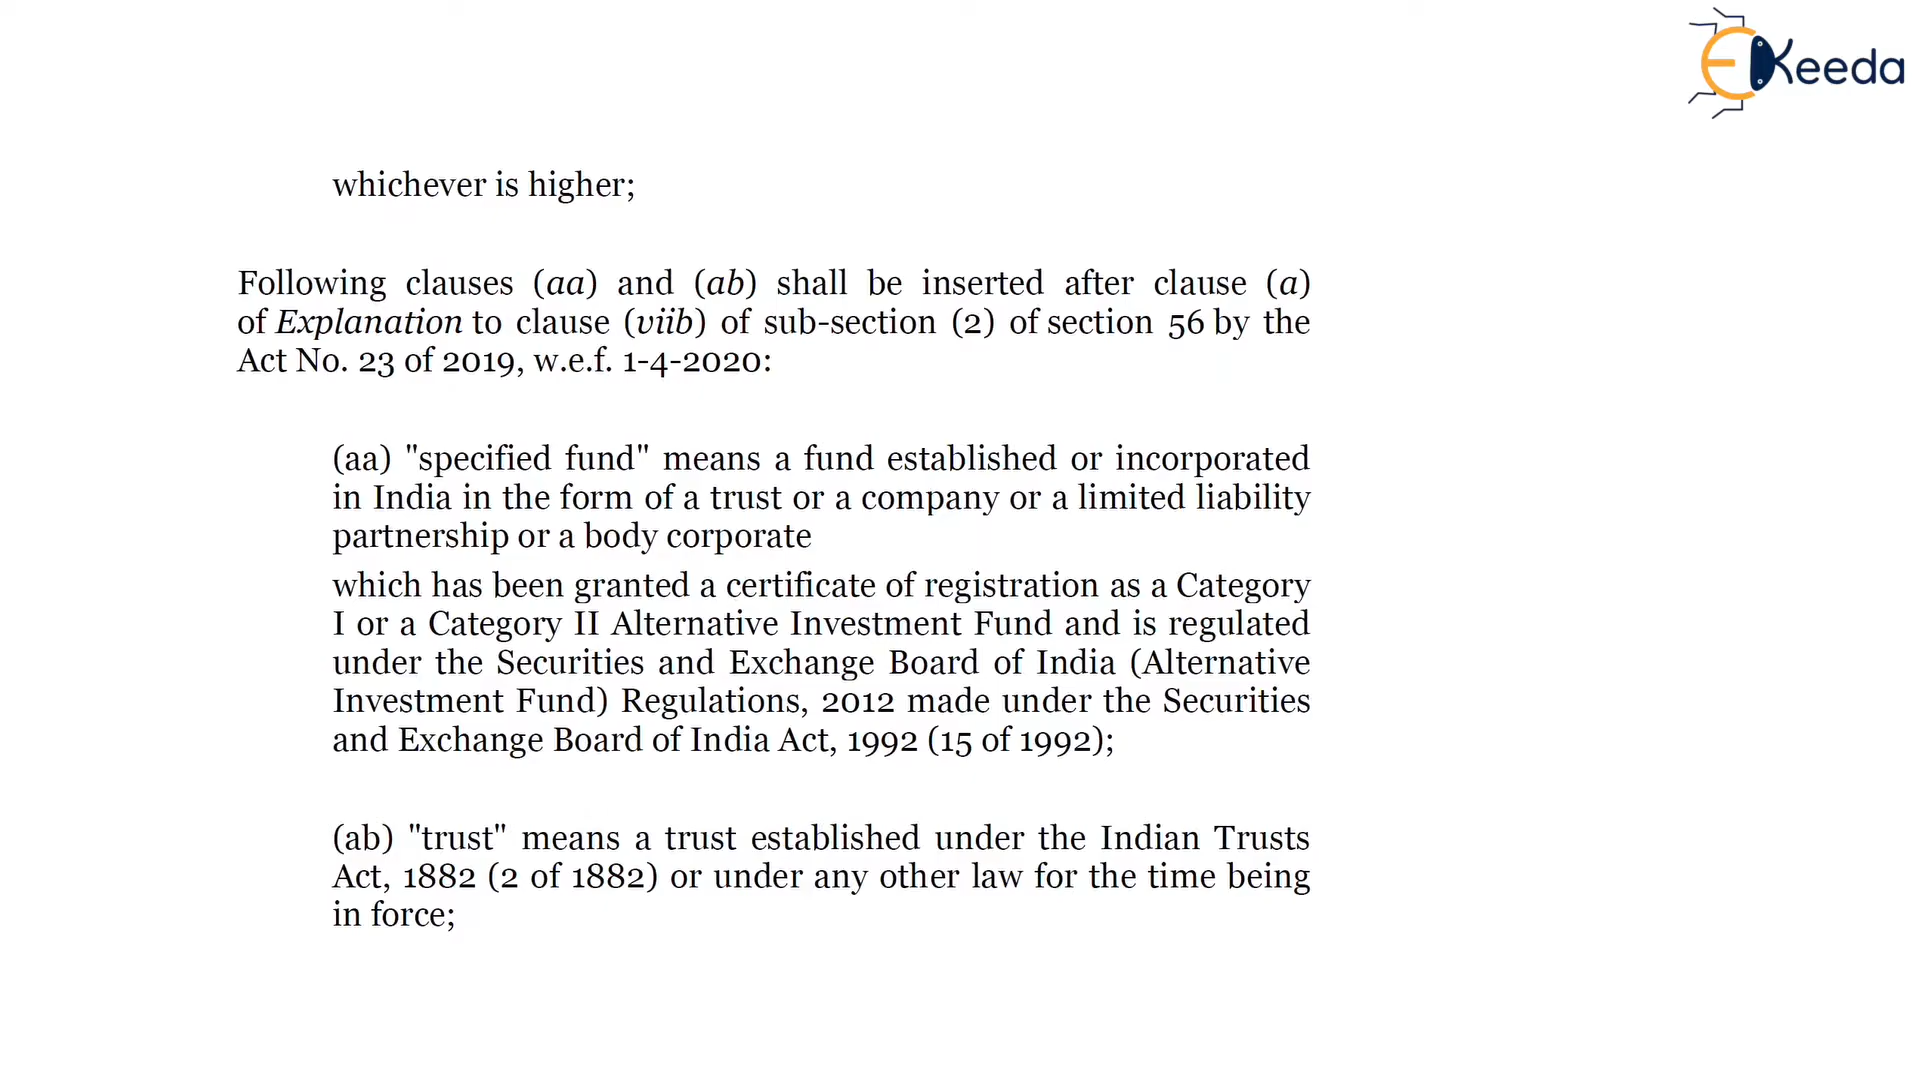 EKeeda
whichever is higher;
Following clauses (aa) and (ab) shall be inserted after clause (a)
of Explanation to clause (viib) of sub-section (2) of section 56 by the
Act No. 23 of 2019, w.e.f. 1-4-2020:
(aa) "specified fund" means a fund established or incorporated
in India in the form of a trust or a company or a limited liability
partnership or a body corporate
which has been granted a certificate of registration as a Category
I or a Category II Alternative Investment Fund and is regulated
under the Securities and Exchange Board of India (Alternative
Investment Fund) Regulations, 2012 made under the Securities
and Exchange Board of India Act, 1992 (15 of 1992);
(ab) "trust" means a trust established under the Indian Trusts
Act, 1882 (2 of 1882) or under any other law for the time being
in force;